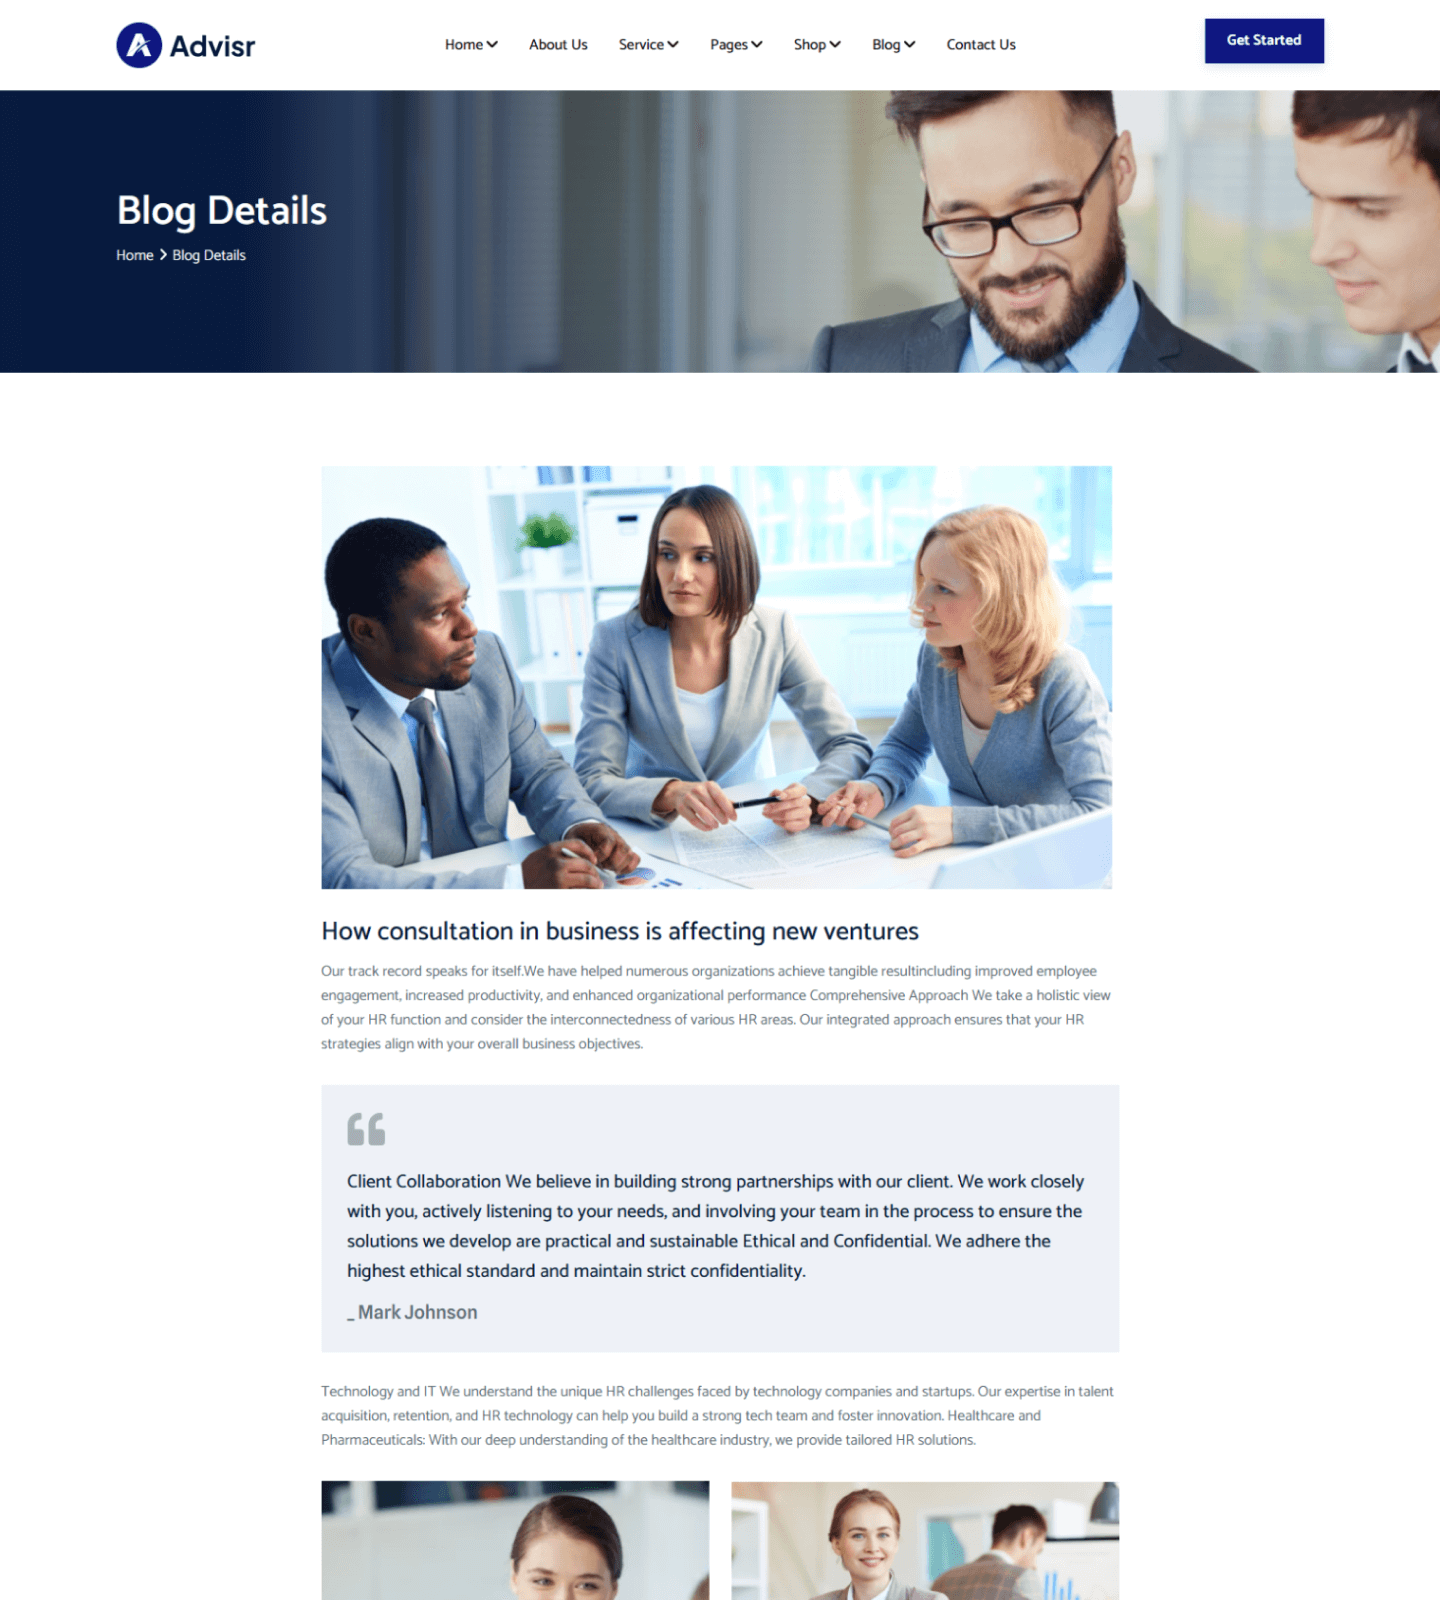 Advisr
Home
About Us
Service
Pages
Shop
Blog
Contact Us
Get Started
Blog Details
Home > Blog Details
How consultation in business is affecting new ventures
Our track record speaks for itself.We have helped numerous organizations achieve tangible resultincluding improved employee
engagement, increased productivity, and enhanced organizational performance Comprehensive Approach We take a holistic view
of your HR function and consider the interconnectedness of various HR areas. Our integrated approach ensures that your HR
strategies align with your overall business objectives.
“
Client Collaboration We believe in building strong partnerships with our client. We work closely
with you, actively listening to your needs, and involving your team in the process to ensure the
solutions we develop are practical and sustainable Ethical and Confidential. We adhere the
highest ethical standard and maintain strict confidentiality.
_ Mark Johnson
Technology and IT We understand the unique HR challenges faced by technology companies and startups. Our expertise in talent
acquisition, retention, and HR technology can help you build a strong tech team and foster innovation. Healthcare and
Pharmaceuticals: With our deep understanding of the healthcare industry, we provide tailored HR solutions.